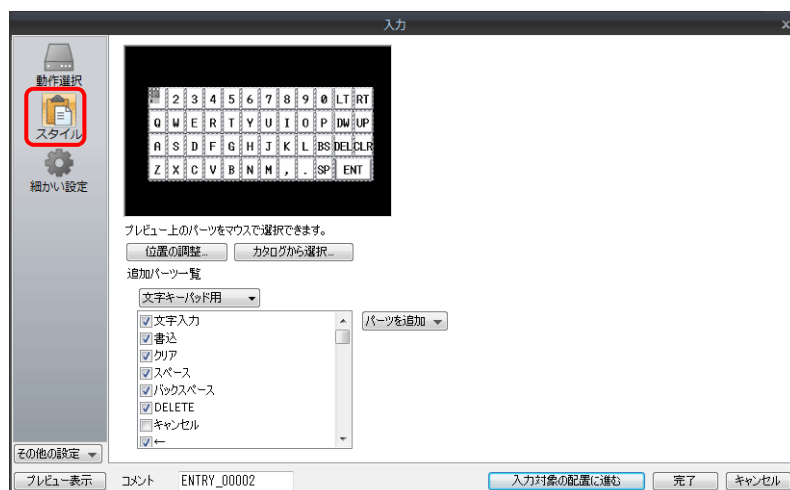 入力
動作選択
スタイル
細かい設定
2 3 4 5 6 7 8 9 0 LT RT
Q W E R T Y U I O P DW UP
A S D F G H J K L BS DEL CLR
Z X C V B N M , . SP ENT
プレビュー上のパーツをマウスで選択できます。
位置の調整... カタログから選択...
追加パーツ一覧
文字キーパッド用
文字入力
パーツを追加
書込
クリア
スペース
バックスペース
DELETE
キャンセル
←
その他の設定
プレビュー表示 コメント ENTRY_00002 入力対象の配置に進む 完了 キャンセル